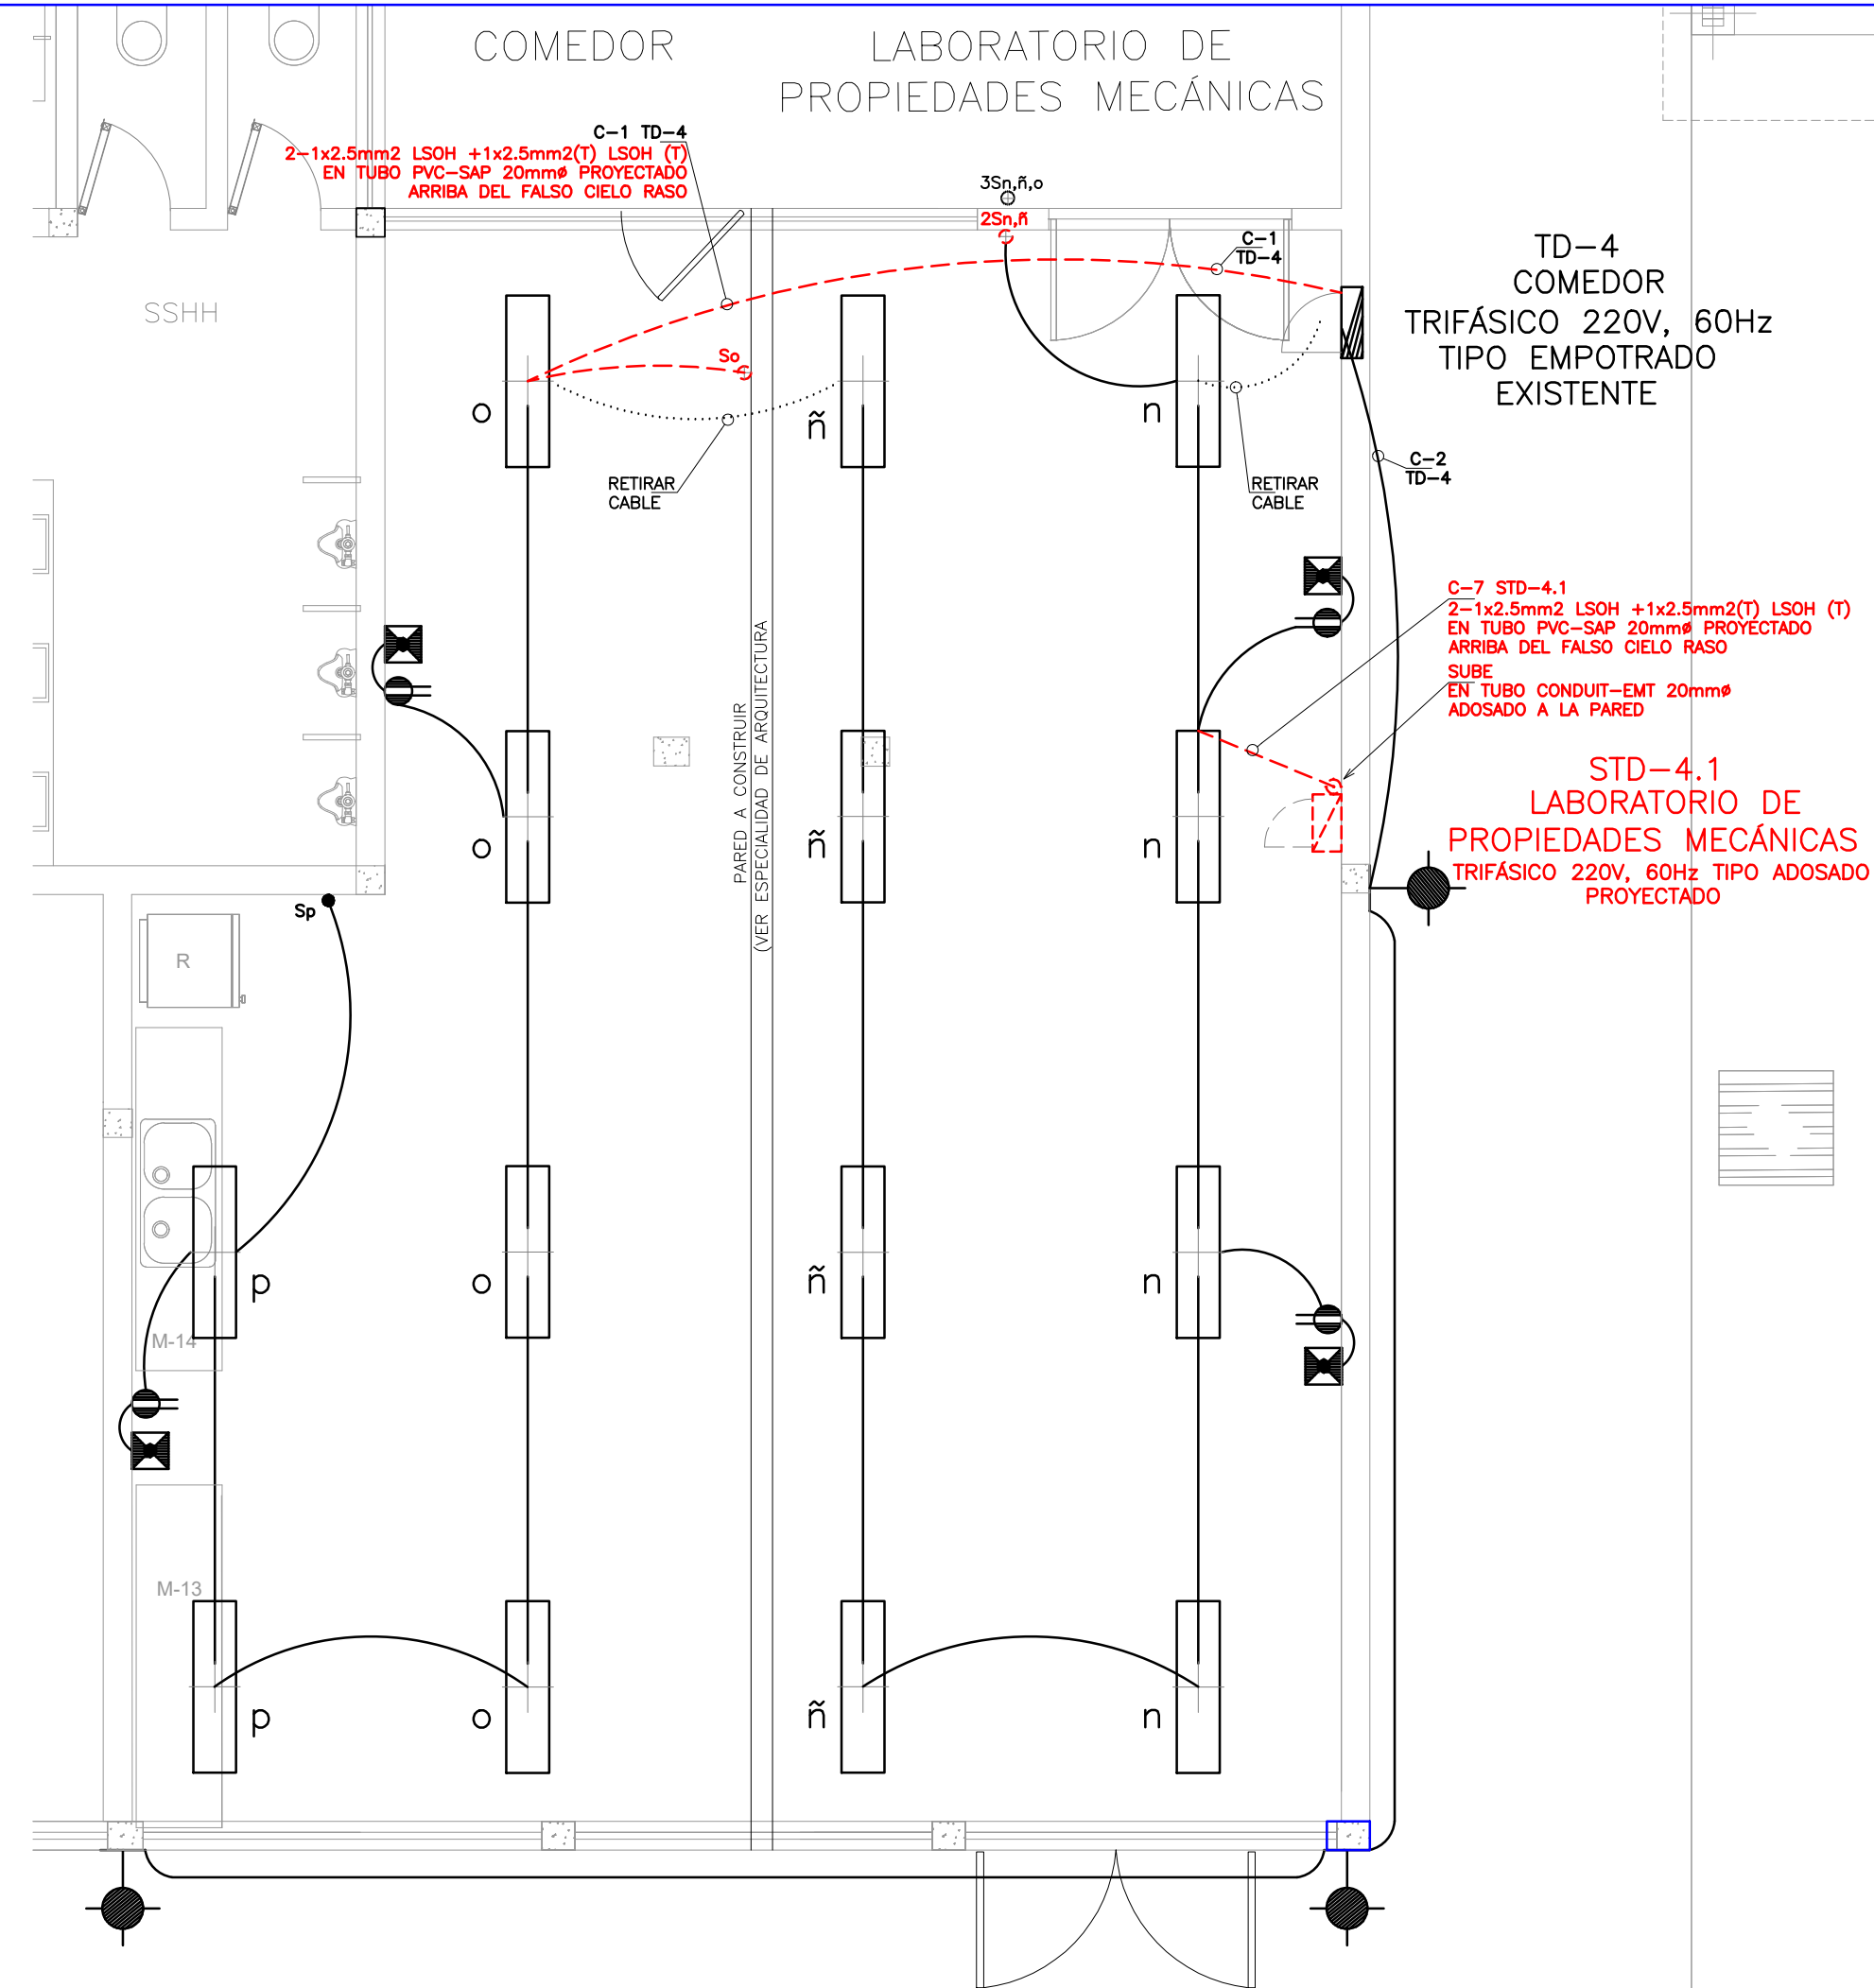 COMEDOR
LABORATORIO DE
PROPIEDADES MECÁNICAS
C-1 TD-4
2-1x2.5mm2 LSOH +1x2.5mm2(T) LSOH (T)
EN TUBO PVC-SAP 20mmø PROYECTADO
ARRIBA DEL FALSO CIELO RASO
3Sn,ñ,o
2Sn,ñ
C-1
TD-4
TD-4
COMEDOR
TRIFÁSICO 220V, 60Hz
TIPO EMPOTRADO
EXISTENTE
SSHH
So
o
ñ
n
RETIRAR
CABLE
RETIRAR
CABLE
C-2
TD-4
C-7 STD-4.1
2-1x2.5mm2 LSOH +1x2.5mm2(T) LSOH (T)
EN TUBO PVC-SAP 20mmø PROYECTADO
ARRIBA DEL FALSO CIELO RASO
SUBE
EN TUBO CONDUIT-EMT 20mmø
ADOSADO A LA PARED
PARED A CONSTRUIR
(VER ESPECIALIDAD DE ARQUITECTURA
STD-4.1
LABORATORIO DE
PROPIEDADES MECÁNICAS
TRIFÁSICO 220V, 60Hz TIPO ADOSADO
PROYECTADO
o
ñ
n
Sp
R
p
o
ñ
n
M-14
M-13
p
o
ñ
n